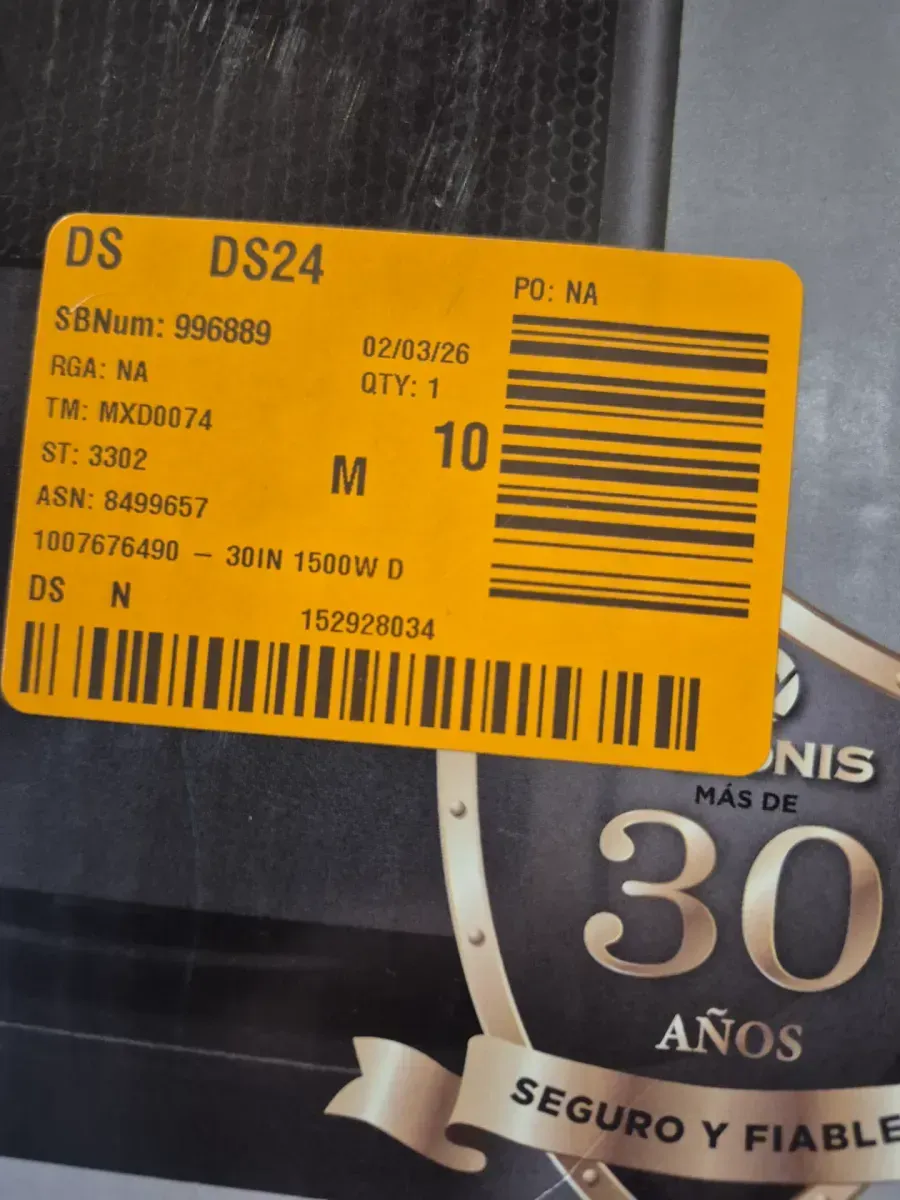 DS DS24
PO: NA
SBNum: 996889
02/03/26
RGA: NA
QTY: 1
TM: MXD0074
10
ST: 3302
M
ASN: 8499657
1007676490 – 30IN 1500W D
DS N
152928034
MÁS DE
30
AÑOS
SEGURO Y FIABLE